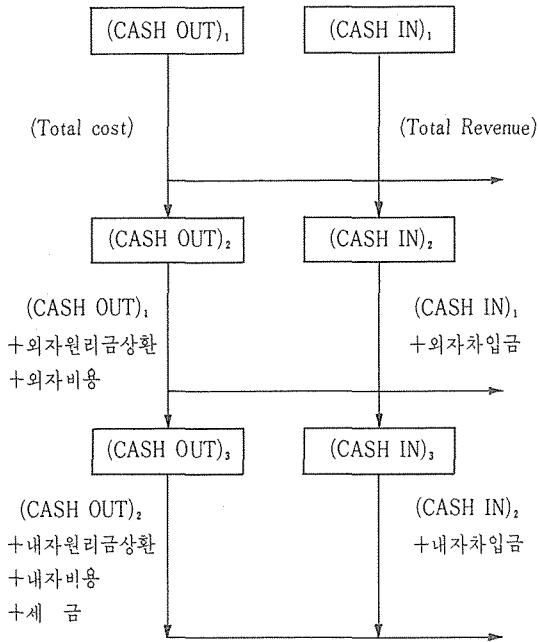 (CASH OUT)₁ (CASH IN)₁
(Total cost) (Total Revenue)
(CASH OUT)₂ (CASH IN)₂
(CASH OUT)₁ (CASH IN)₁
+외자원리금상환 +외자차입금
+외자비용
(CASH OUT)₃ (CASH IN)₃
(CASH OUT)₂ (CASH IN)₂
+내자원리금상환 +내자차입금
+내자비용
+세 금